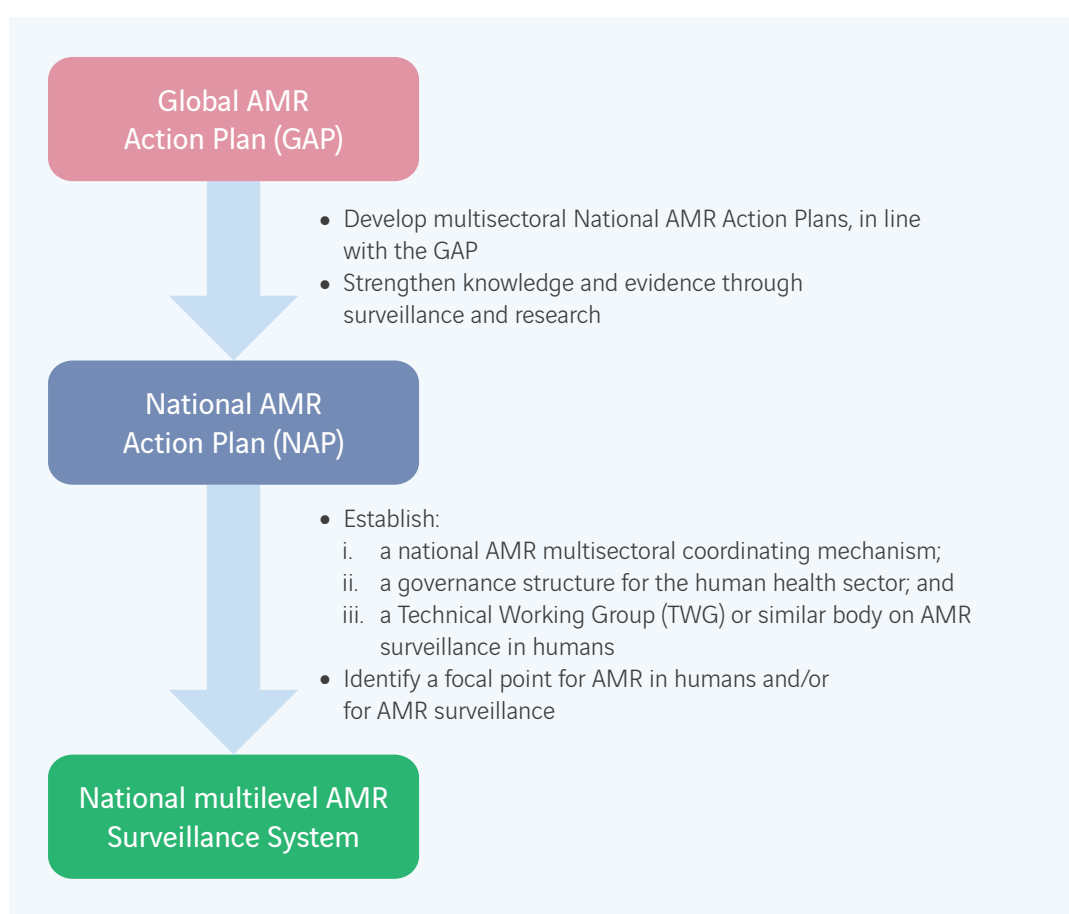 Global AMR
Action Plan (GAP)
• Develop multisectoral National AMR Action Plans, in line
with the GAP
• Strengthen knowledge and evidence through
surveillance and research
National AMR
Action Plan (NAP)
• Establish:
i. a national AMR multisectoral coordinating mechanism;
ii. a governance structure for the human health sector; and
iii. a Technical Working Group (TWG) or similar body on AMR
surveillance in humans
• Identify a focal point for AMR in humans and/or
for AMR surveillance
National multilevel AMR
Surveillance System